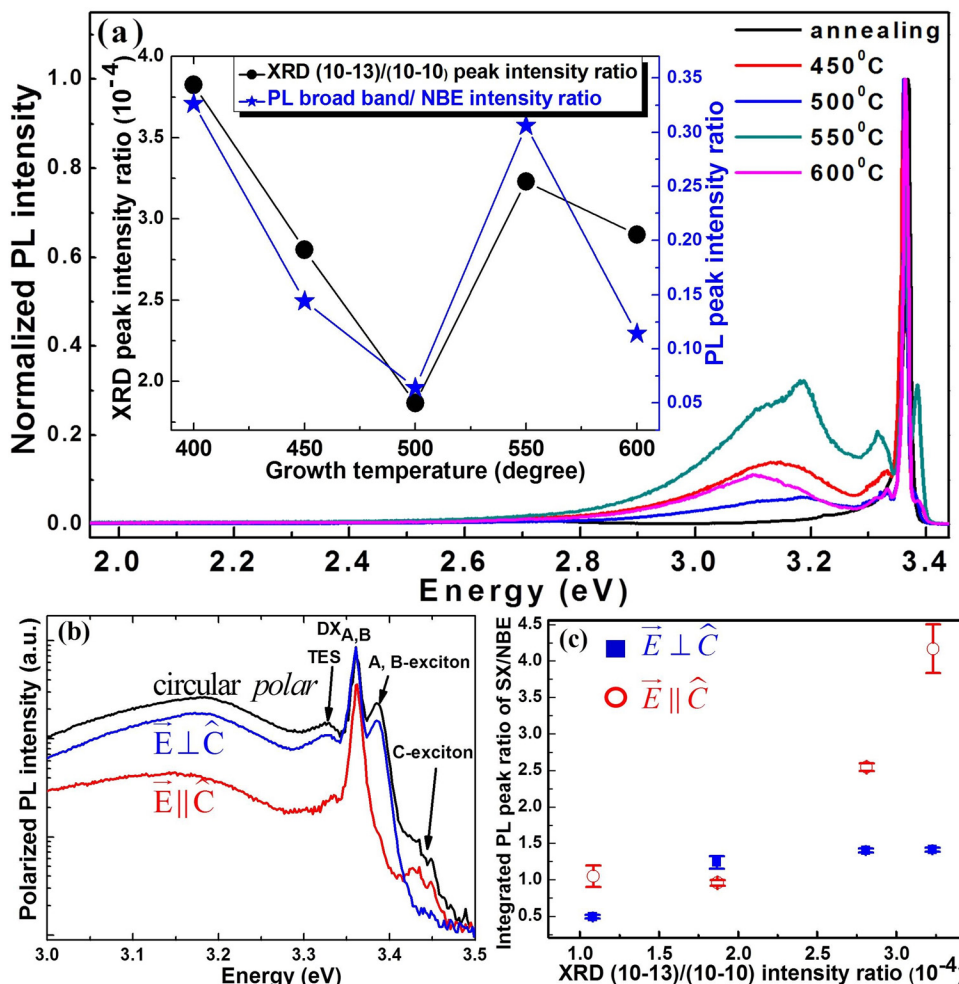 (a)
XRD (10-13)/(10-10) peak intensity ratio
PL broad band/ NBE intensity ratio
annealing
450⁰C
500⁰C
550⁰C
600⁰C
Normalized PL intensity
1.0
0.8
0.6
0.4
0.2
0.0
XRD peak intensity ratio (10⁻⁴)
4.0
3.5
3.0
2.5
2.0
PL peak intensity ratio
0.35
0.30
0.25
0.20
0.15
0.10
0.05
400 450 500 550 600
Growth temperature (degree)
2.0 2.2 2.4 2.6 2.8 3.0 3.2 3.4
Energy (eV)
(b)
DX_A,B
TES
A, B-exciton
circular polar
E⃗⊥Ĉ
C-exciton
E⃗||Ĉ
Polarized PL intensity (a.u.)
3.0 3.1 3.2 3.3 3.4 3.5
Energy (eV)
(c)
E⃗ ⊥ Ĉ
E⃗ || Ĉ
Integrated PL peak ratio of SX/NBE
4.5
4.0
3.5
3.0
2.5
2.0
1.5
1.0
0.5
1.0 1.5 2.0 2.5 3.0
XRD (10-13)/(10-10) intensity ratio (10⁻⁴)